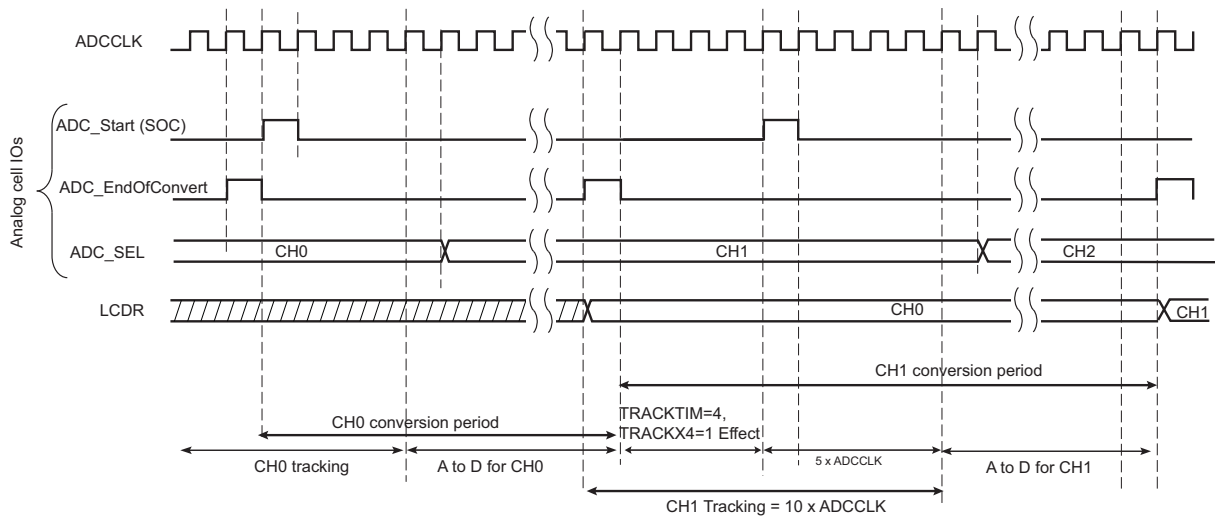 ADCCLK
ADC_Start (SOC)
Analog cell IOs
ADC_EndOfConvert
ADC_SEL
CH0
CH1
CH2
LCDR
CH0
CH1
CH1 conversion period
CH0 conversion period
TRACKTIM=4,
TRACKX4=1 Effect
CH0 tracking
A to D for CH0
5 x ADCCLK
A to D for CH1
CH1 Tracking = 10 x ADCCLK